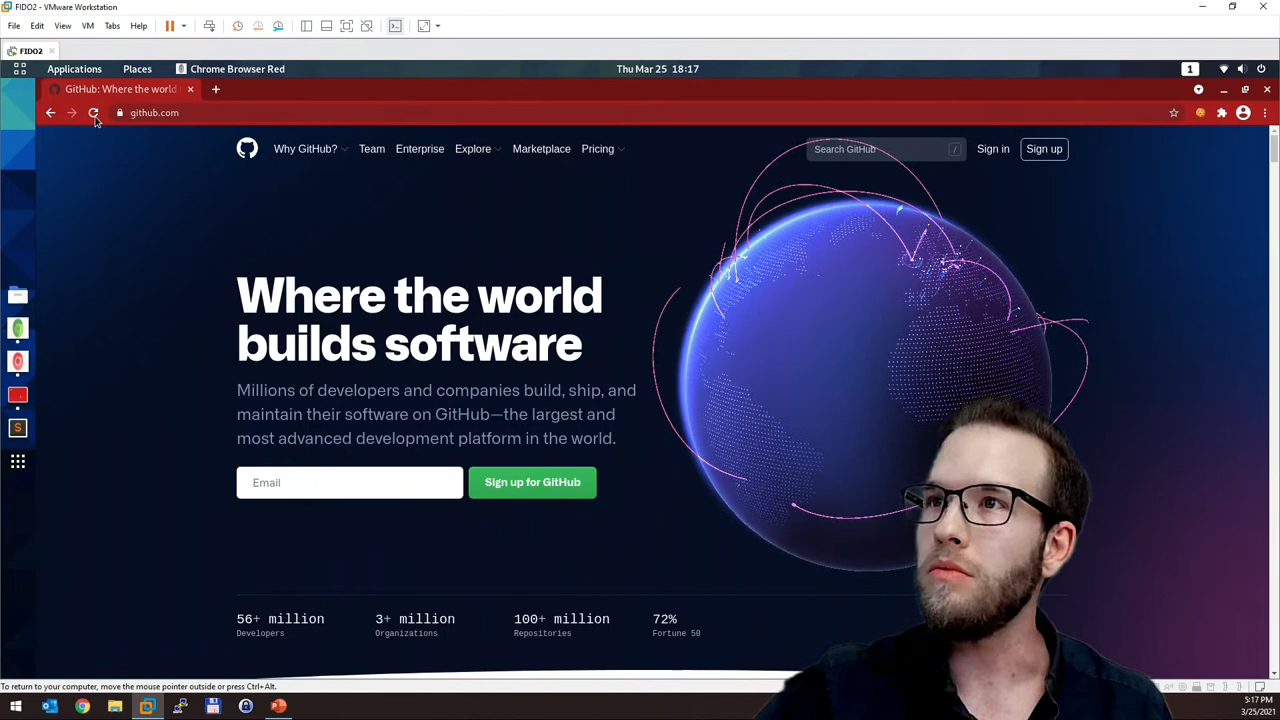 FIDO2 - VMware Workstation
File Edit View VM Tabs Help
FIDO2
Applications Places Chrome Browser Red Thu Mar 25 18:17 1
GitHub: Where the world
github.com
Why GitHub? Team Enterprise Explore Marketplace Pricing Search GitHub / Sign in Sign up
Where the world
builds software
Millions of developers and companies build, ship, and
maintain their software on GitHub—the largest and
most advanced development platform in the world.
Email Sign up for GitHub
56+ million 3+ million 100+ million 72%
Developers Organizations Repositories Fortune 50
To return to your computer, move the mouse pointer outside or press Ctrl+Alt.
5:17 PM
3/25/2021